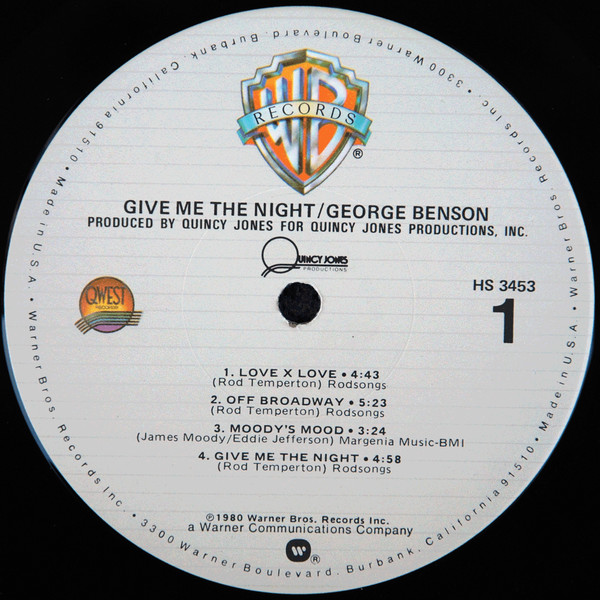 WB
RECORDS
®
GIVE ME THE NIGHT/GEORGE BENSON
PRODUCED BY QUINCY JONES FOR QUINCY JONES PRODUCTIONS, INC.
QUINCY JONES
PRODUCTIONS
QWEST
RECORDS
HS 3453
1
1. LOVE X LOVE • 4:43
(Rod Temperton) Rodsongs
2. OFF BROADWAY • 5:23
(Rod Temperton) Rodsongs
3. MOODY'S MOOD • 3:24
(James Moody/Eddie Jefferson) Margenia Music-BMI
4. GIVE ME THE NIGHT • 4:58
(Rod Temperton) Rodsongs
℗1980 Warner Bros. Records Inc.
a Warner Communications Company
®
Warner Bros. Records Inc. • 3300 Warner Boulevard. Burbank. California 91510 • Made in U.S.A. • Warner Bros. Records Inc. • 3300 Warner Boulevard. Burbank. California 91510 • Made in U.S.A. •